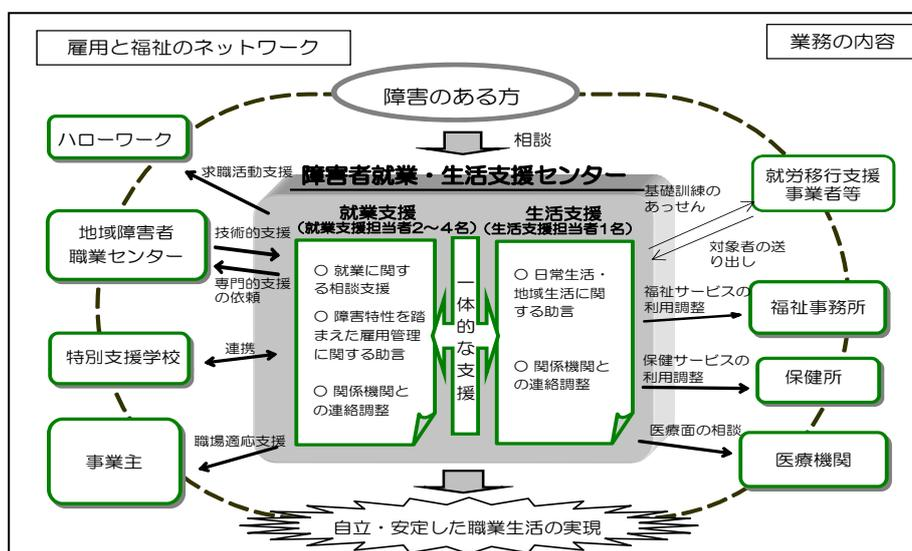 雇用と福祉のネットワーク
業務の内容
障害のある方
相談
ハローワーク
地域障害者
職業センター
特別支援学校
事業主
求職活動支援
技術的支援
専門的支援
の依頼
連携
職場適応支援
障害者就業・生活支援センター
就業支援
(就業支援担当者2~4名)
○ 就業に関す
る相談支援
○ 障害特性を踏
まえた雇用管理
に関する助言
○ 関係機関と
の連絡調整
一体的な支援
生活支援
(生活支援担当者1名)
○ 日常生活・
地域生活に関
する助言
○ 関係機関と
の連絡調整
基礎訓練の
あっせん
対象者の送
り出し
福祉サービスの
利用調整
保健サービスの
利用調整
医療面の相談
就労移行支援
事業者等
福祉事務所
保健所
医療機関
自立・安定した職業生活の実現